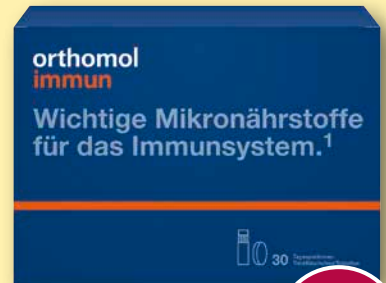 orthomol
immun
Wichtige Mikronährstoffe
für das Immunsystem.¹
30